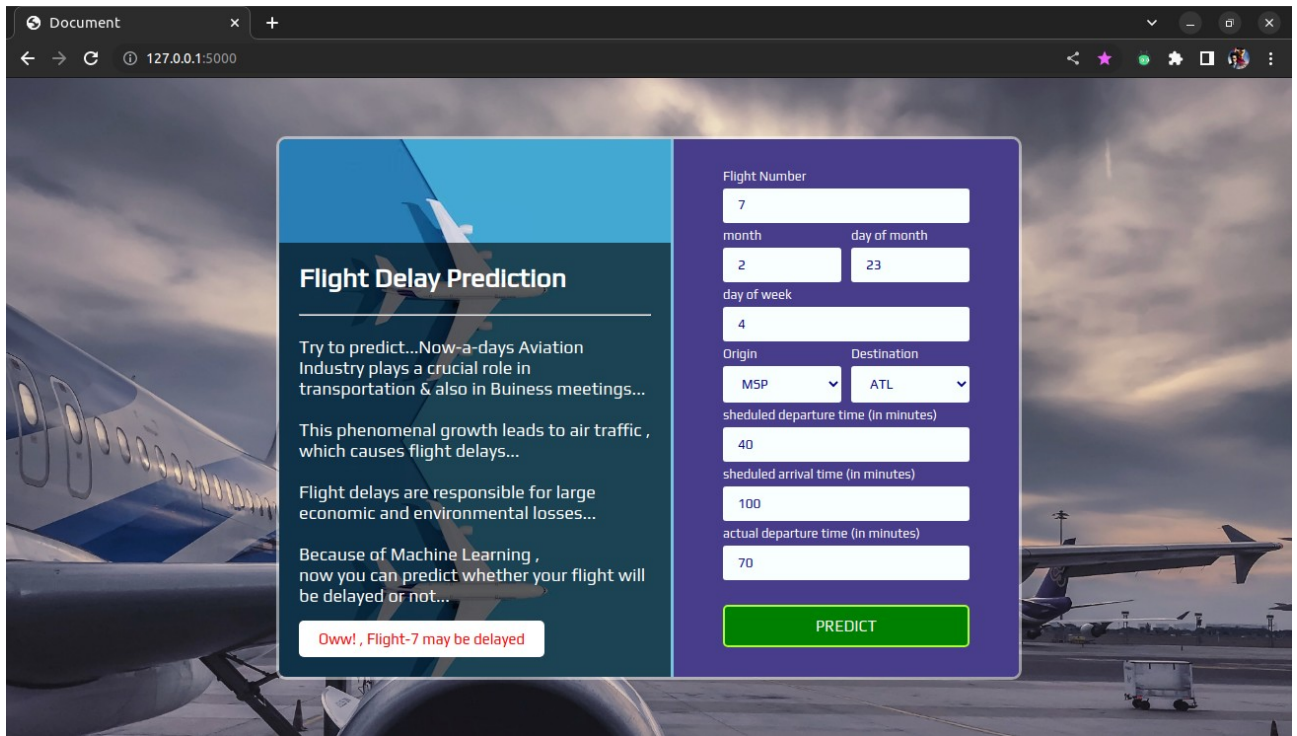 Document
127.0.0.1:5000
Flight Delay Prediction
Try to predict...Now-a-days Aviation
Industry plays a crucial role in
transportation & also in Buiness meetings...
This phenomenal growth leads to air traffic ,
which causes flight delays...
Flight delays are responsible for large
economic and environmental losses...
Because of Machine Learning ,
now you can predict whether your flight will
be delayed or not...
Oww! , Flight-7 may be delayed
Flight Number
7
month day of month
2 23
day of week
4
Origin Destination
MSP ATL
sheduled departure time (in minutes)
40
sheduled arrival time (in minutes)
100
actual departure time (in minutes)
70
PREDICT